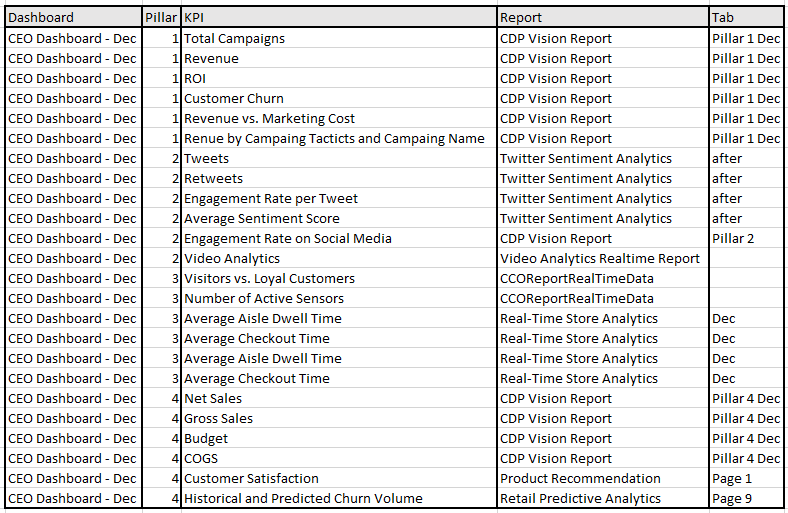 Dashboard Pillar KPI Report Tab
CEO Dashboard - Dec 1 Total Campaigns CDP Vision Report Pillar 1 Dec
CEO Dashboard - Dec 1 Revenue CDP Vision Report Pillar 1 Dec
CEO Dashboard - Dec 1 ROI CDP Vision Report Pillar 1 Dec
CEO Dashboard - Dec 1 Customer Churn CDP Vision Report Pillar 1 Dec
CEO Dashboard - Dec 1 Revenue vs. Marketing Cost CDP Vision Report Pillar 1 Dec
CEO Dashboard - Dec 1 Renue by Campaing Tacticts and Campaing Name CDP Vision Report Pillar 1 Dec
CEO Dashboard - Dec 2 Tweets Twitter Sentiment Analytics after
CEO Dashboard - Dec 2 Retweets Twitter Sentiment Analytics after
CEO Dashboard - Dec 2 Engagement Rate per Tweet Twitter Sentiment Analytics after
CEO Dashboard - Dec 2 Average Sentiment Score Twitter Sentiment Analytics after
CEO Dashboard - Dec 2 Engagement Rate on Social Media CDP Vision Report Pillar 2
CEO Dashboard - Dec 2 Video Analytics Video Analytics Realtime Report
CEO Dashboard - Dec 3 Visitors vs. Loyal Customers CCOReportRealTimeData
CEO Dashboard - Dec 3 Number of Active Sensors CCOReportRealTimeData
CEO Dashboard - Dec 3 Average Aisle Dwell Time Real-Time Store Analytics Dec
CEO Dashboard - Dec 3 Average Checkout Time Real-Time Store Analytics Dec
CEO Dashboard - Dec 3 Average Aisle Dwell Time Real-Time Store Analytics Dec
CEO Dashboard - Dec 3 Average Checkout Time Real-Time Store Analytics Dec
CEO Dashboard - Dec 4 Net Sales CDP Vision Report Pillar 4 Dec
CEO Dashboard - Dec 4 Gross Sales CDP Vision Report Pillar 4 Dec
CEO Dashboard - Dec 4 Budget CDP Vision Report Pillar 4 Dec
CEO Dashboard - Dec 4 COGS CDP Vision Report Pillar 4 Dec
CEO Dashboard - Dec 4 Customer Satisfaction Product Recommendation Page 1
CEO Dashboard - Dec 4 Historical and Predicted Churn Volume Retail Predictive Analytics Page 9